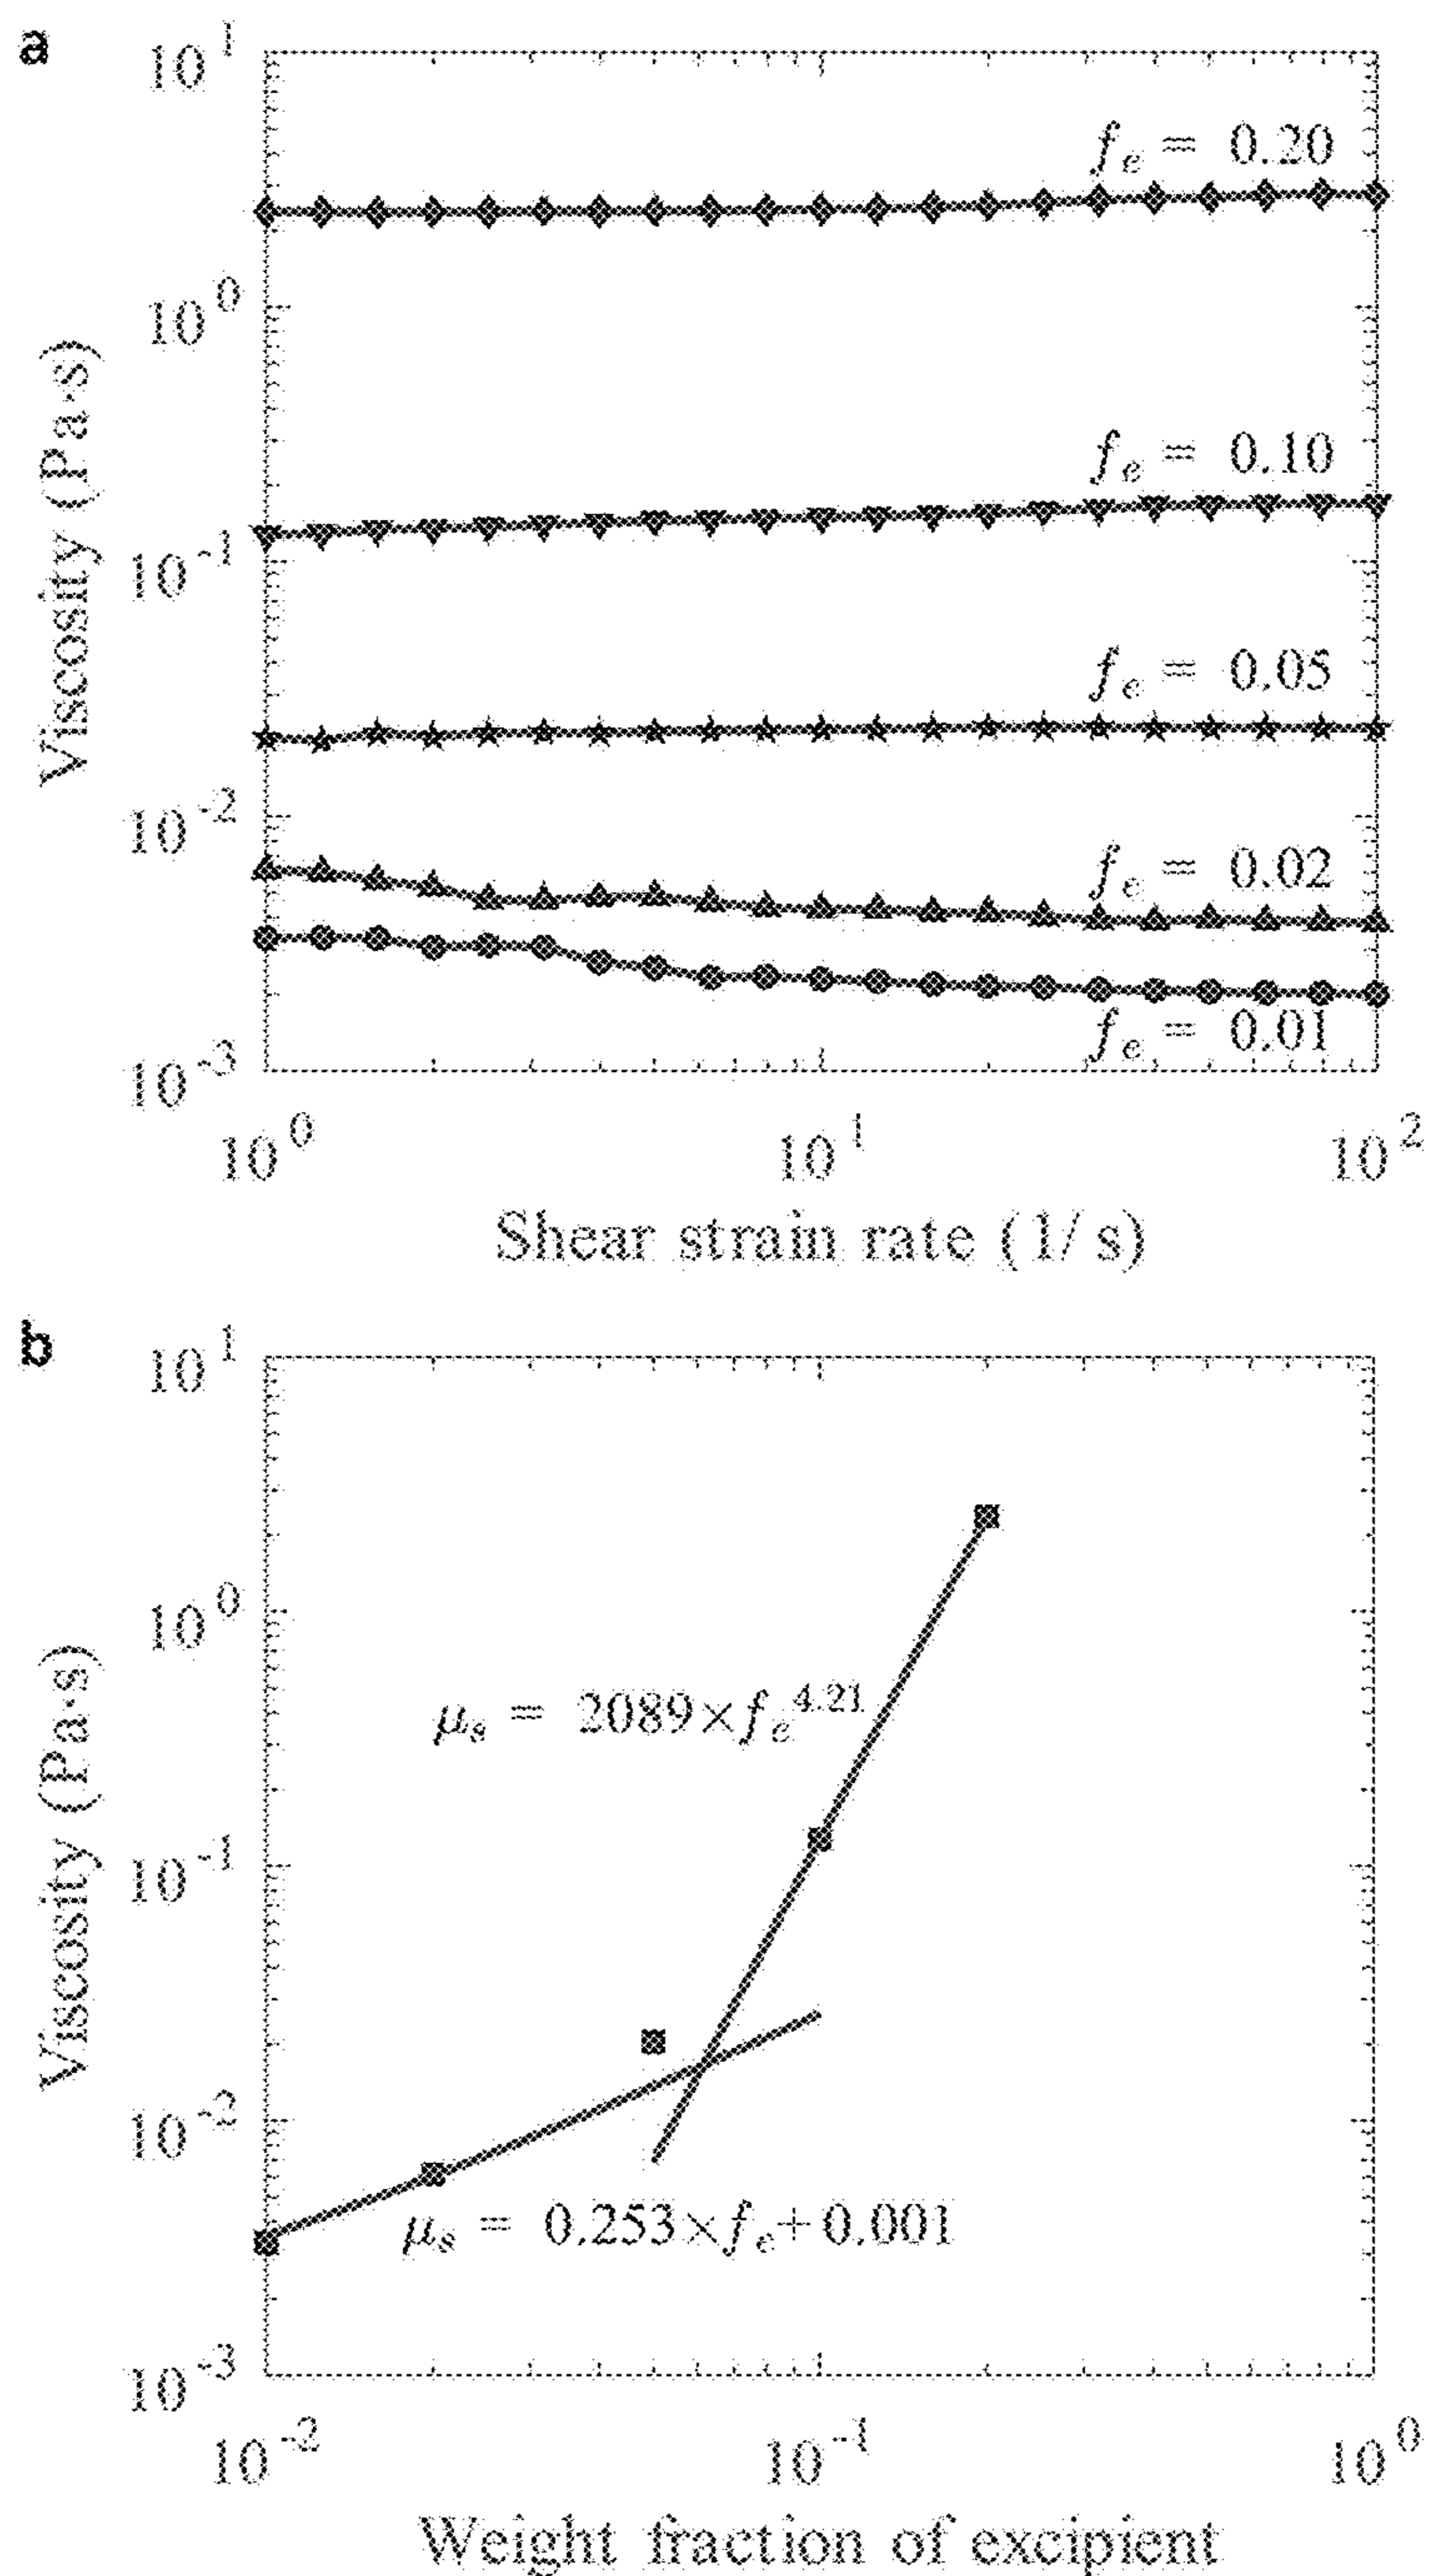 a
10^1
f_e = 0.20
10^0
f_e = 0.10
10^-1
f_e = 0.05
10^-2
f_e = 0.02
f_e = 0.01
10^-3
10^0 10^1 10^2
Viscosity (Pa·s)
Shear strain rate (1/s)
b
10^1
10^0
μ_s = 2089×f_e^4.21
10^-1
10^-2
μ_s = 0.253×f_e+0.001
10^-3
10^-2 10^-1 10^0
Viscosity (Pa·s)
Weight fraction of excipient